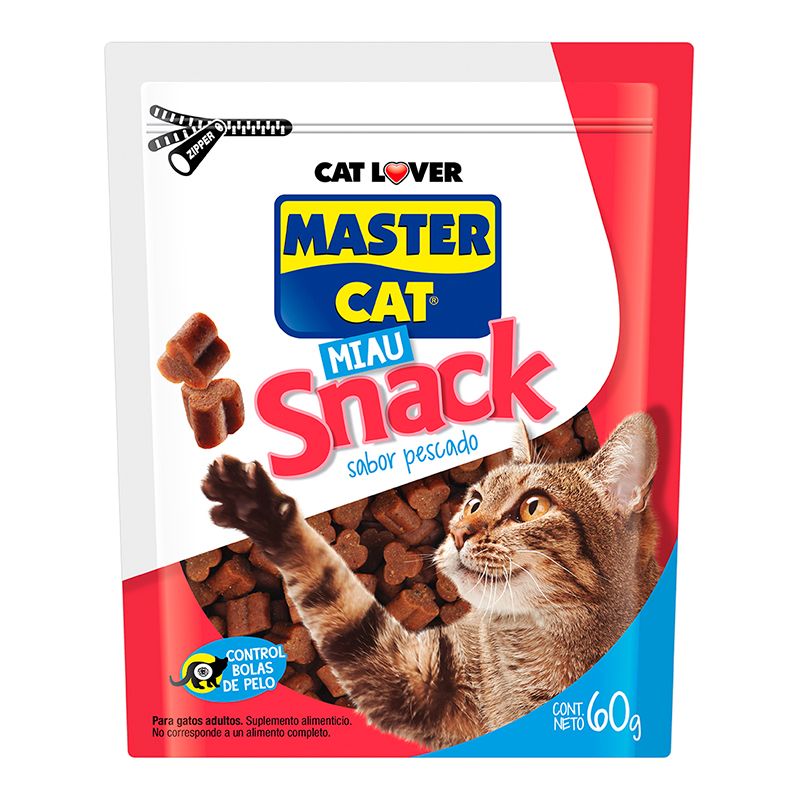 ZIPPER
CAT LOVER
MASTER
CAT®
MIAU
Snack
sabor pescado
CONTROL
BOLAS
DE PELO
Para gatos adultos. Suplemento alimenticio.
No corresponde a un alimento completo.
CONT.
NETO 60g